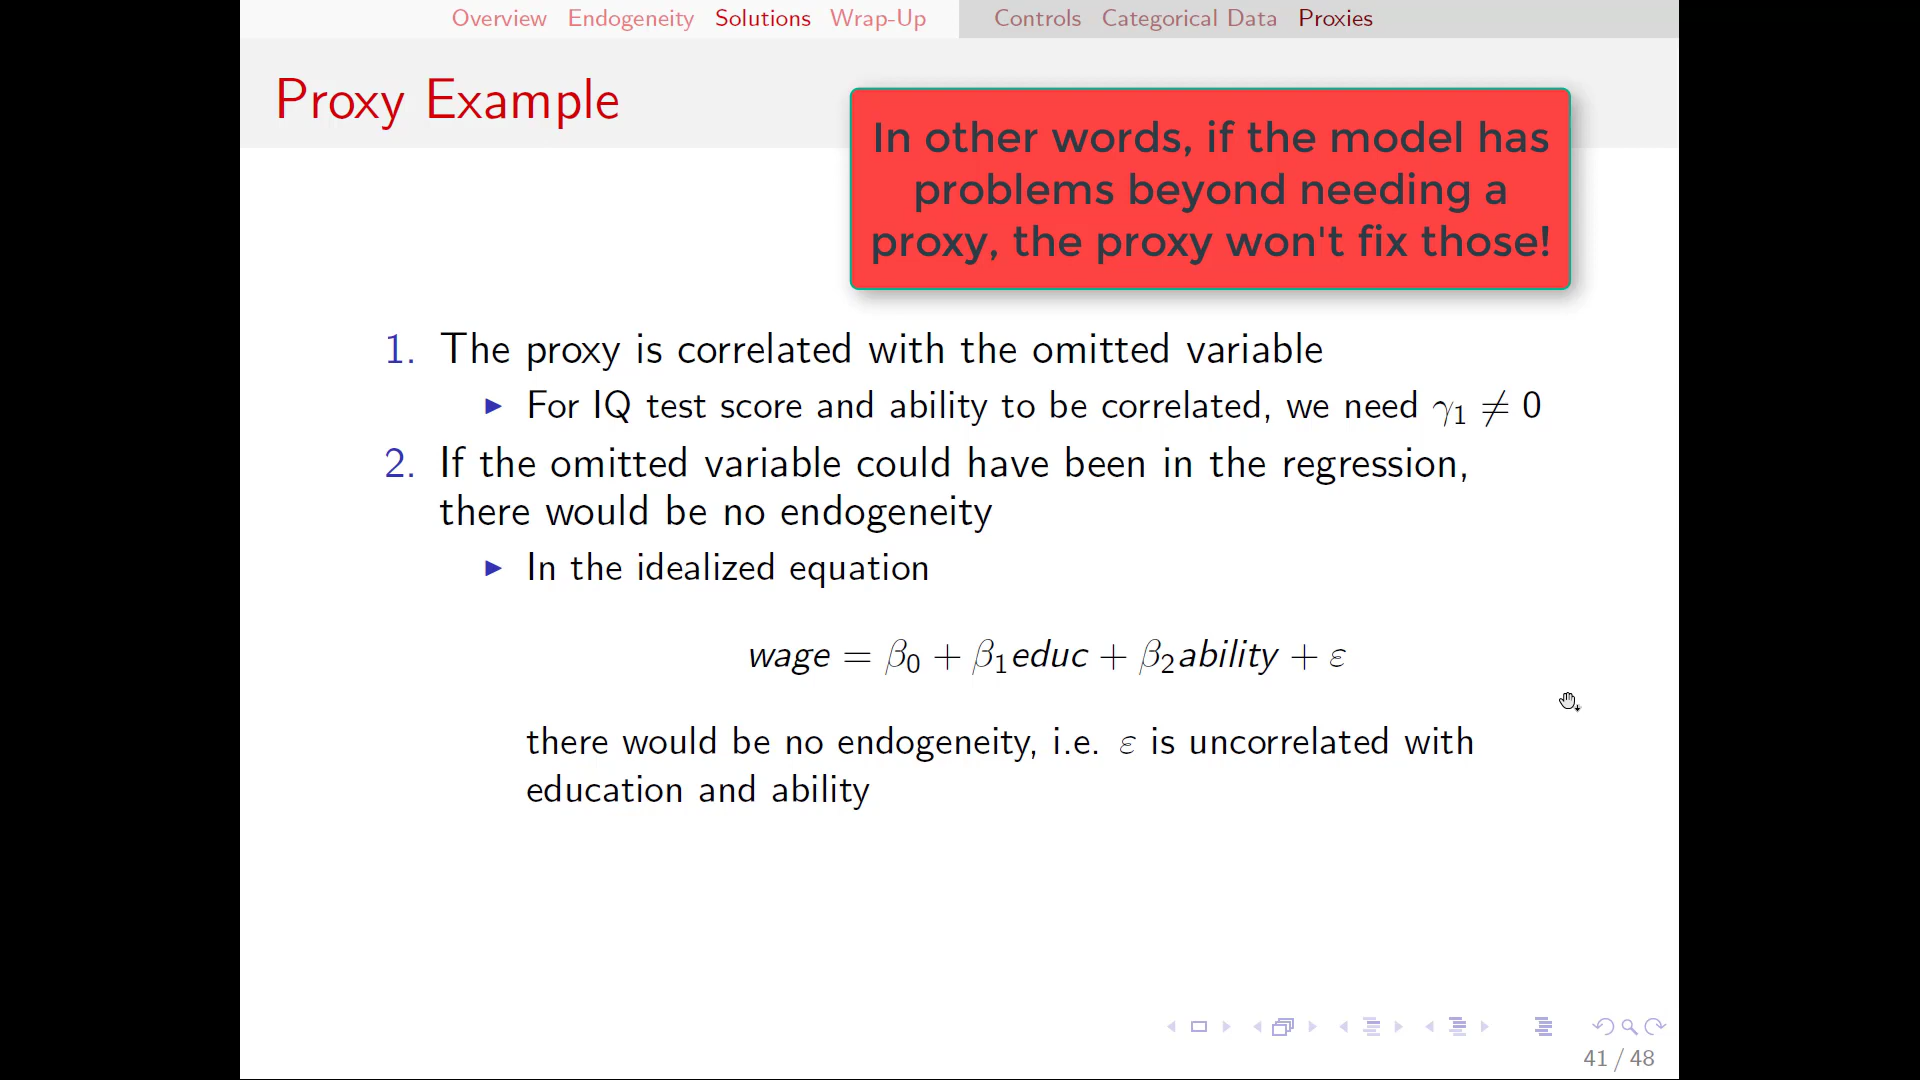 Overview Endogeneity Solutions Wrap-Up Controls Categorical Data Proxies
Proxy Example
In other words, if the model has
problems beyond needing a
proxy, the proxy won't fix those!
1. The proxy is correlated with the omitted variable
▶ For IQ test score and ability to be correlated, we need γ₁ ≠ 0
2. If the omitted variable could have been in the regression,
there would be no endogeneity
▶ In the idealized equation
wage = β₀ + β₁educ + β₂ability + ε
there would be no endogeneity, i.e. ε is uncorrelated with
education and ability
41 / 48